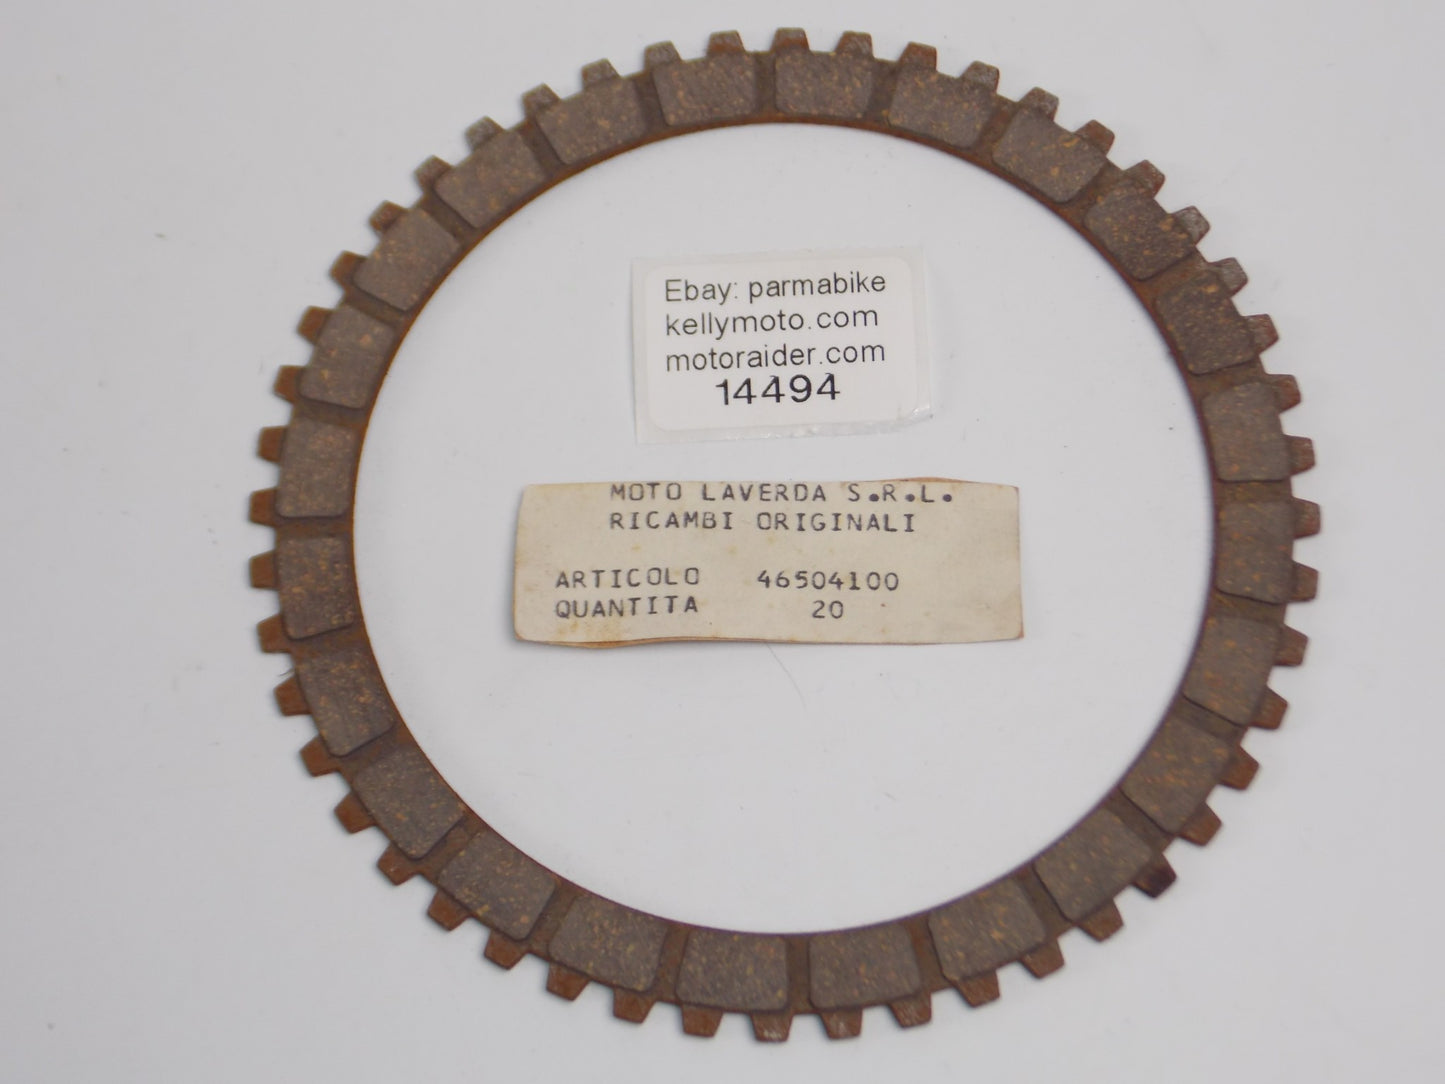 Ebay: parmabike
kellymoto.com
motoraider.com
14494
MOTO LAVERDA S.R.L.
RICAMBI ORIGINALI
ARTICOLO 46504100
QUANTITA 20